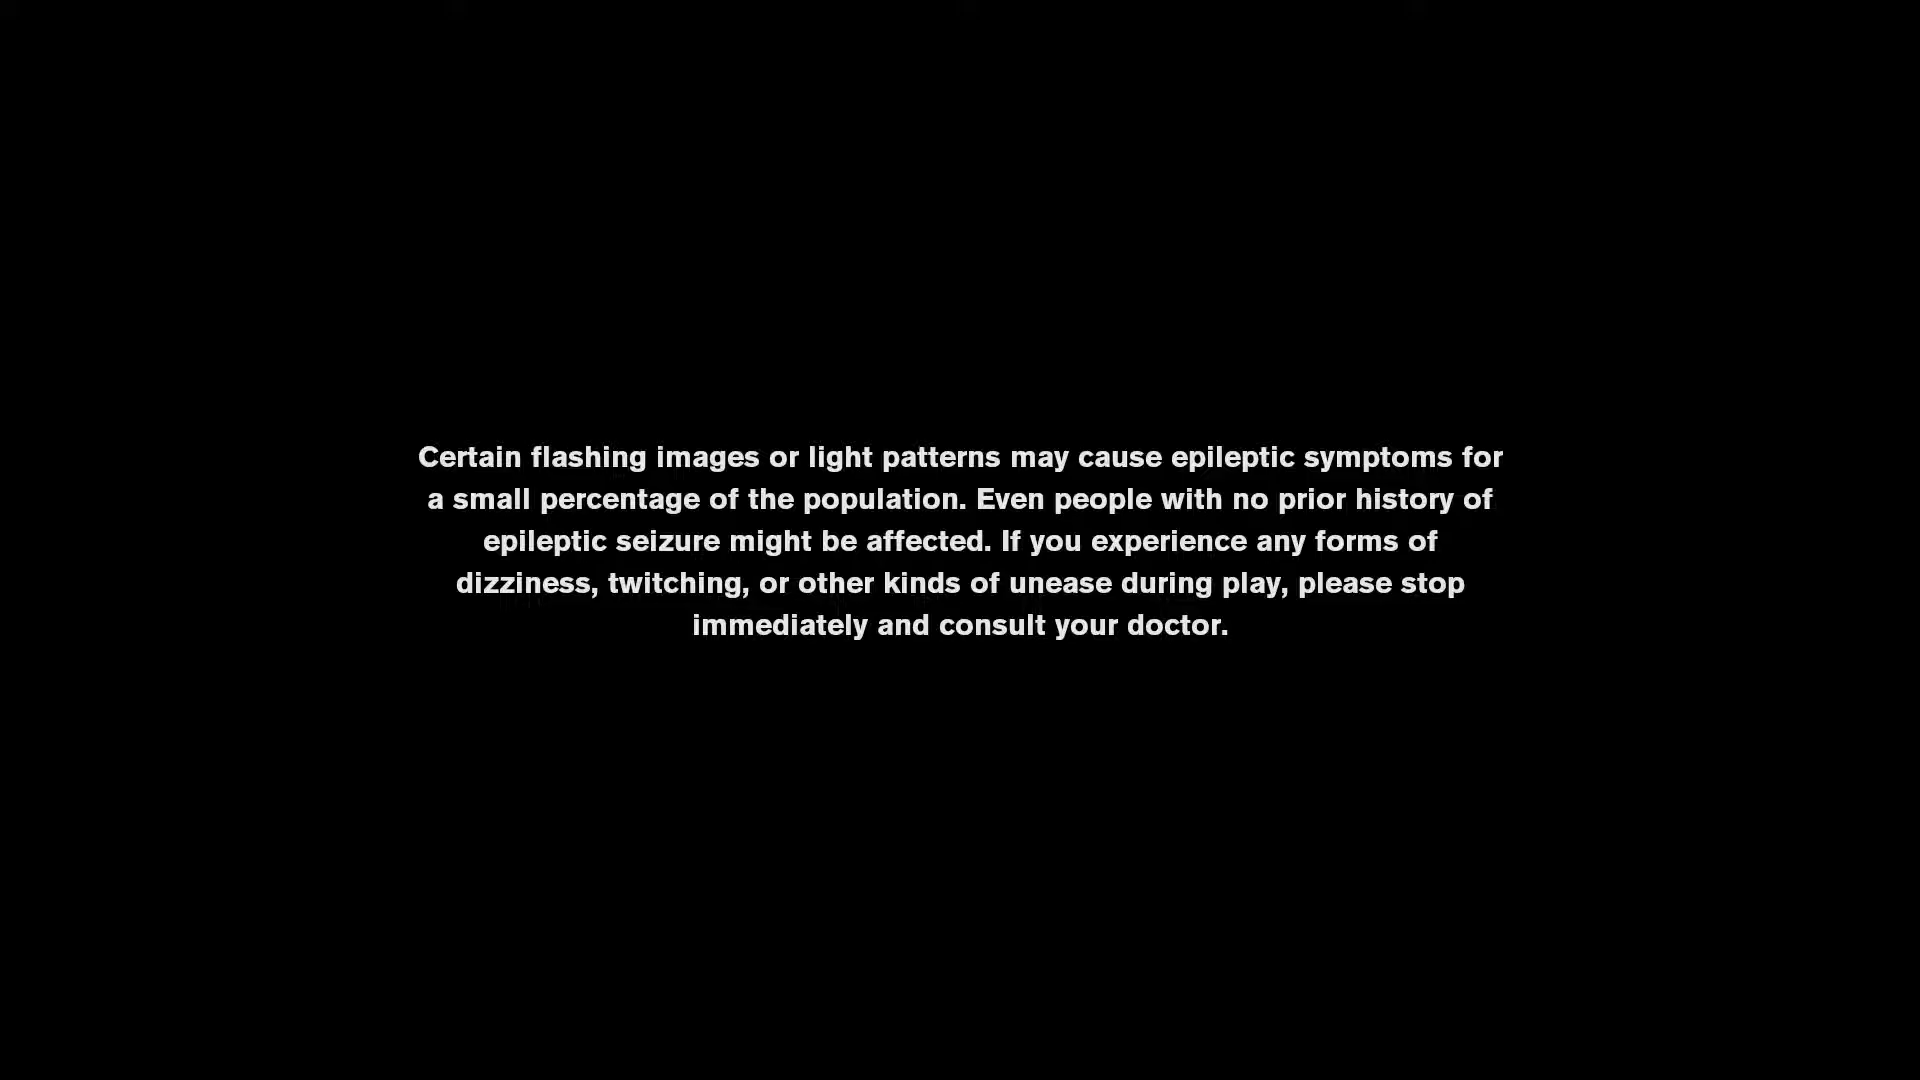 Certain flashing images or light patterns may cause epileptic symptoms for
a small percentage of the population. Even people with no prior history of
epileptic seizure might be affected. If you experience any forms of
dizziness, twitching, or other kinds of unease during play, please stop
immediately and consult your doctor.